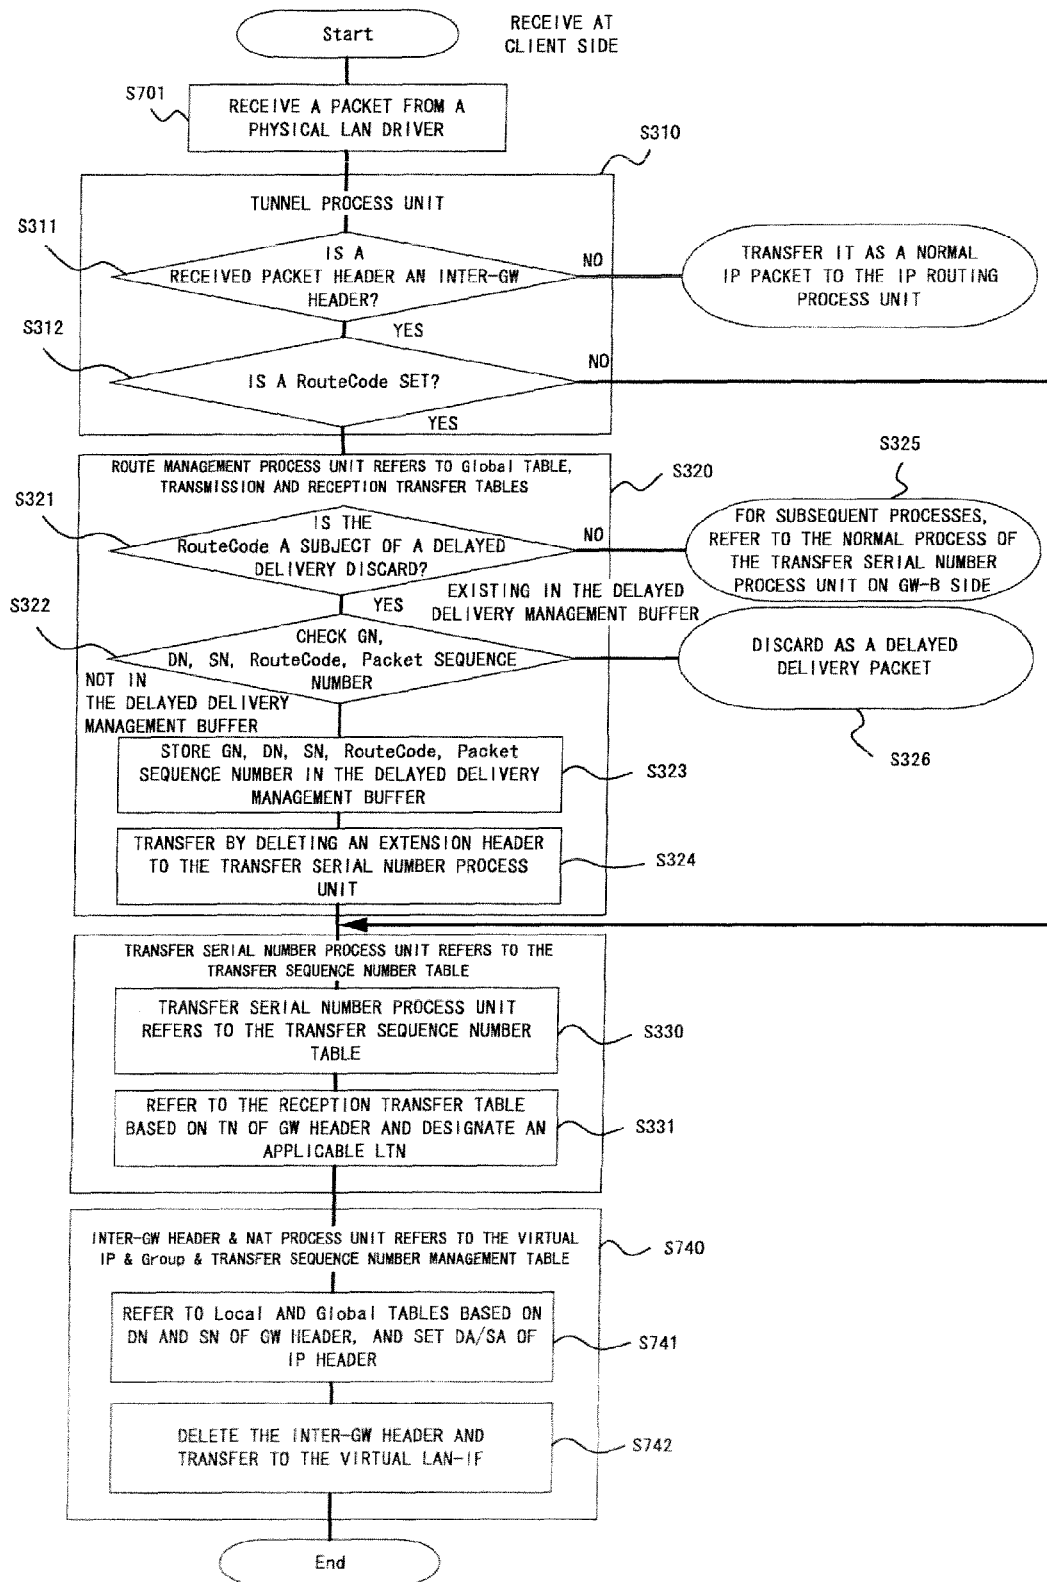 Start
RECEIVE AT
CLIENT SIDE
S701
RECEIVE A PACKET FROM A
PHYSICAL LAN DRIVER
S310
TUNNEL PROCESS UNIT
S311
IS A
RECEIVED PACKET HEADER AN INTER-GW
HEADER?
NO
TRANSFER IT AS A NORMAL
IP PACKET TO THE IP ROUTING
PROCESS UNIT
YES
S312
IS A RouteCode SET?
NO
YES
ROUTE MANAGEMENT PROCESS UNIT REFERS TO Global TABLE,
TRANSMISSION AND RECEPTION TRANSFER TABLES
S320
S325
S321
IS THE
RouteCode A SUBJECT OF A DELAYED
DELIVERY DISCARD?
NO
FOR SUBSEQUENT PROCESSES,
REFER TO THE NORMAL PROCESS OF
THE TRANSFER SERIAL NUMBER
PROCESS UNIT ON GW-B SIDE
YES
EXISTING IN THE DELAYED
DELIVERY MANAGEMENT BUFFER
S322
CHECK GN,
DN, SN, RouteCode, Packet SEQUENCE
NUMBER
DISCARD AS A DELAYED
DELIVERY PACKET
S326
NOT IN
THE DELAYED DELIVERY
MANAGEMENT BUFFER
STORE GN, DN, SN, RouteCode, Packet
SEQUENCE NUMBER IN THE DELAYED DELIVERY
MANAGEMENT BUFFER
S323
TRANSFER BY DELETING AN EXTENSION HEADER
TO THE TRANSFER SERIAL NUMBER PROCESS
UNIT
S324
TRANSFER SERIAL NUMBER PROCESS UNIT REFERS TO THE
TRANSFER SEQUENCE NUMBER TABLE
TRANSFER SERIAL NUMBER PROCESS UNIT
REFERS TO THE TRANSFER SEQUENCE NUMBER
TABLE
S330
REFER TO THE RECEPTION TRANSFER TABLE
BASED ON TN OF GW HEADER AND DESIGNATE AN
APPLICABLE LTN
S331
INTER-GW HEADER & NAT PROCESS UNIT REFERS TO THE VIRTUAL
IP & Group & TRANSFER SEQUENCE NUMBER MANAGEMENT TABLE
S740
REFER TO Local AND Global TABLES BASED ON
DN AND SN OF GW HEADER, AND SET DA/SA OF
IP HEADER
S741
DELETE THE INTER-GW HEADER AND
TRANSFER TO THE VIRTUAL LAN-IF
S742
End